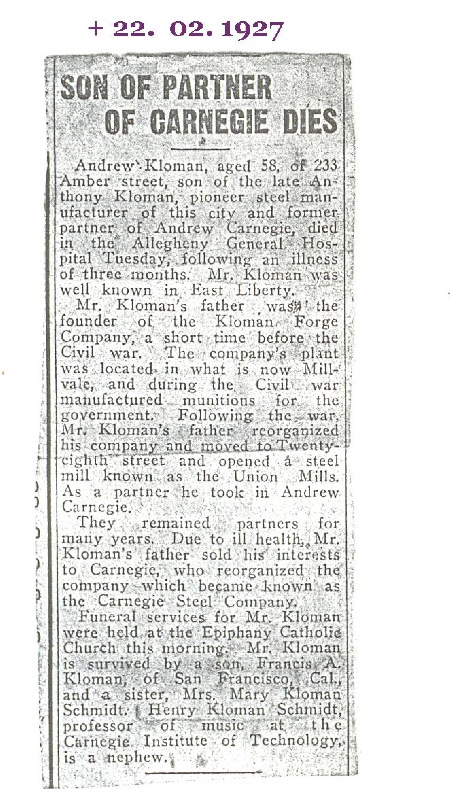 + 22. 02. 1927
SON OF PARTNER
OF CARNEGIE DIES
Andrew Kloman, aged 58, of 233
Amber street, son of the late An-
thony Kloman, pioneer steel man-
ufacturer of this city and former
partner of Andrew Carnegie, died
in the Allegheny General Hos-
pital Tuesday, following an illness
of three months. Mr. Kloman was
well known in East Liberty.
Mr. Kloman's father was the
founder of the Kloman Forge
Company, a short time before the
Civil war. The company's plant
was located in what is now Mill-
vale, and during the Civil war
manufactured munitions for the
government. Following the war,
Mr. Kloman's father reorganized
his company and moved to Twenty-
eighth street and opened a steel
mill known as the Union Mills.
As a partner he took in Andrew
Carnegie.
They remained partners for
many years. Due to ill health, Mr.
Kloman's father sold his interests
to Carnegie, who reorganized the
company which became known as
the Carnegie Steel Company.
Funeral services for Mr. Kloman
were held at the Epiphany Catholic
Church this morning. Mr. Kloman
is survived by a son, Francis A.
Kloman, of San Francisco, Cal.,
and a sister, Mrs. Mary Kloman
Schmidt. Henry Kloman Schmidt,
professor of music at the
Carnegie Institute of Technology,
is a nephew.